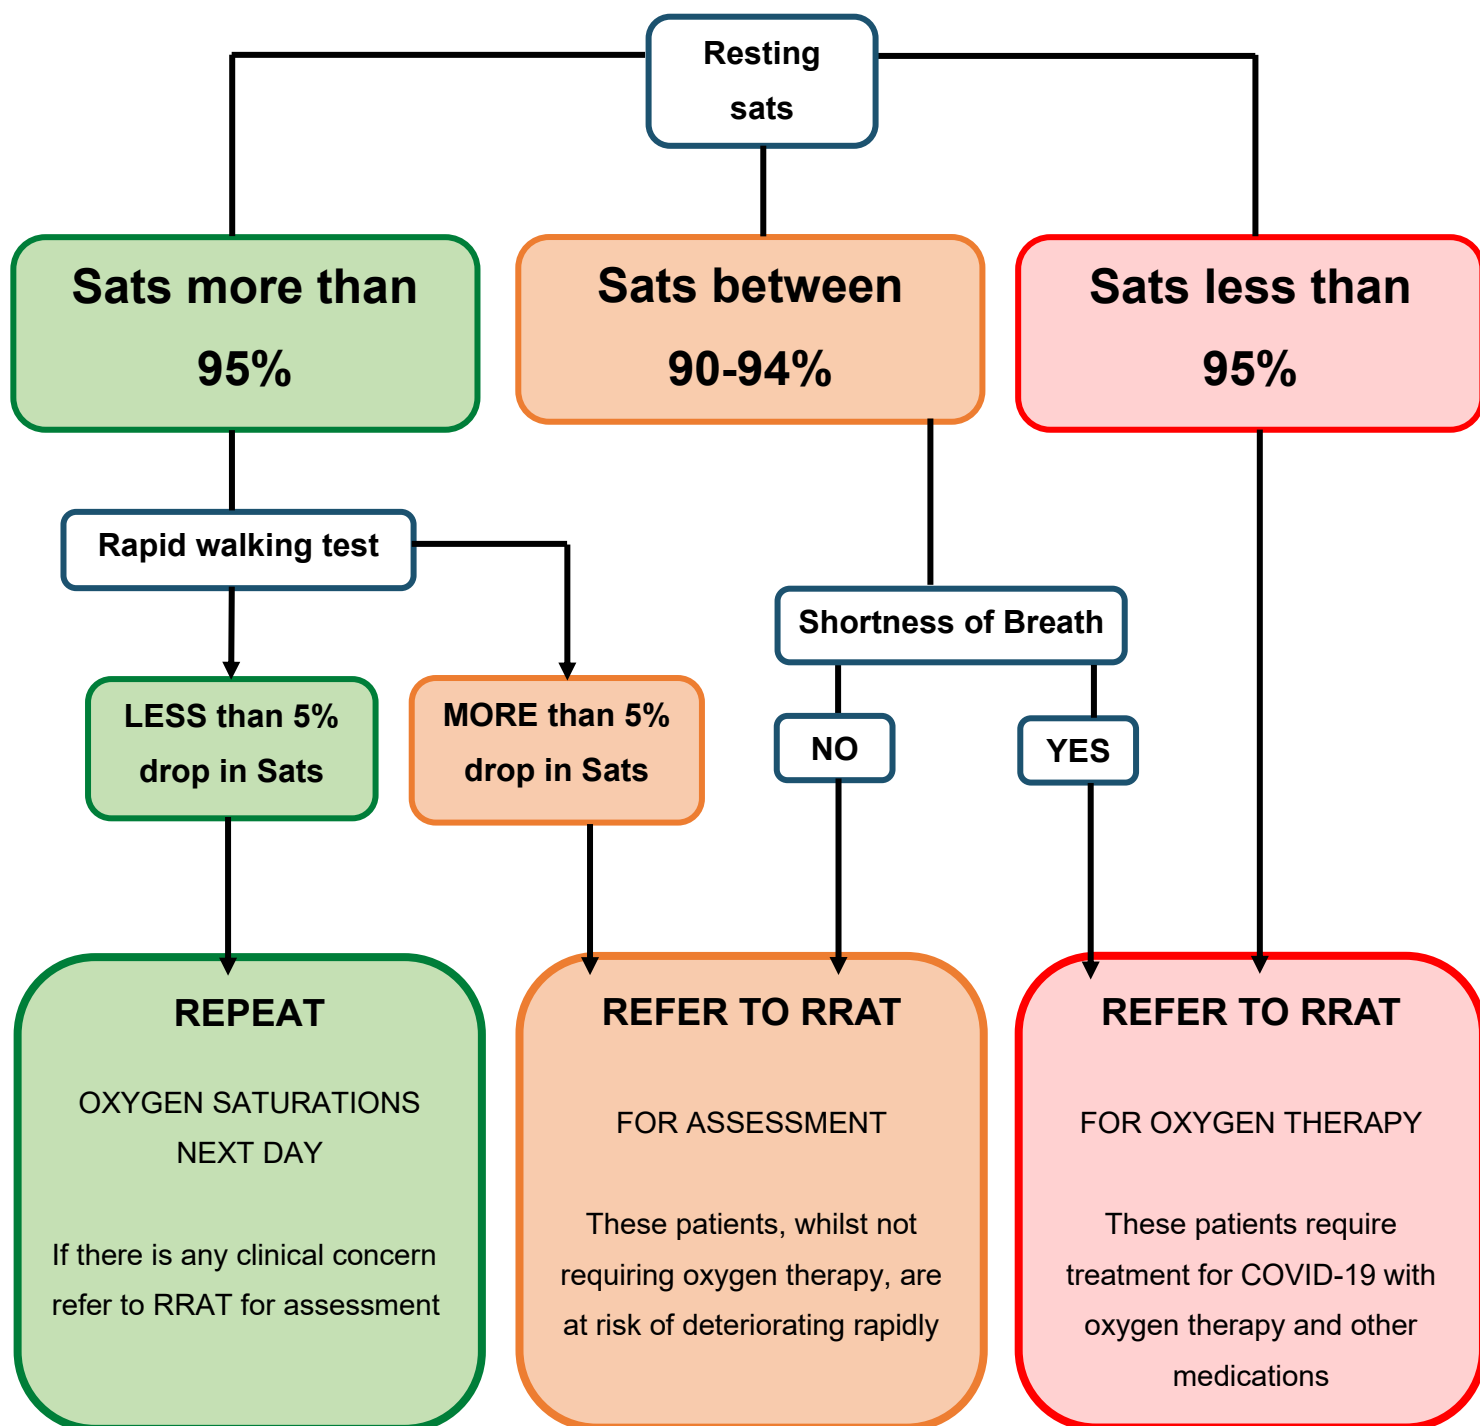 Resting
sats
Sats more than
95%
Sats between
90-94%
Sats less than
95%
Rapid walking test
Shortness of Breath
LESS than 5%
drop in Sats
MORE than 5%
drop in Sats
NO
YES
REPEAT
OXYGEN SATURATIONS
NEXT DAY
If there is any clinical concern
refer to RRAT for assessment
REFER TO RRAT
FOR ASSESSMENT
These patients, whilst not
requiring oxygen therapy, are
at risk of deteriorating rapidly
REFER TO RRAT
FOR OXYGEN THERAPY
These patients require
treatment for COVID-19 with
oxygen therapy and other
medications